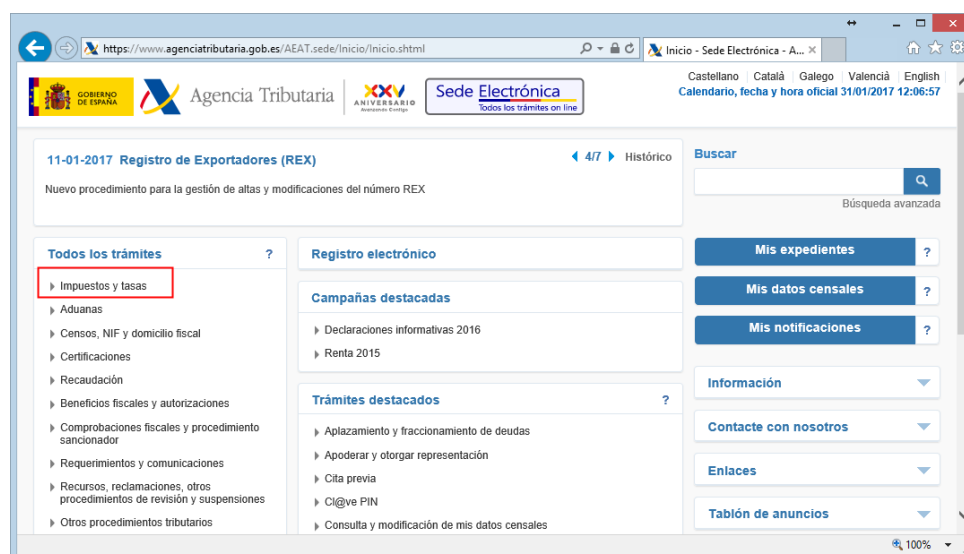 https://www.agenciatributaria.gob.es/AEAT.sede/Inicio/Inicio.shtml
Inicio - Sede Electrónica - A...
GOBIERNO
DE ESPAÑA
Agencia Tributaria
XXV
ANIVERSARIO
Avanzando Contigo
Sede Electrónica
Todos los trámites on line
Castellano Català Galego Valencià English
Calendario, fecha y hora oficial 31/01/2017 12:06:57
11-01-2017 Registro de Exportadores (REX)
4/7 Histórico
Nuevo procedimiento para la gestión de altas y modificaciones del número REX
Buscar
Búsqueda avanzada
Todos los trámites ?
Impuestos y tasas
Aduanas
Censos, NIF y domicilio fiscal
Certificaciones
Recaudación
Beneficios fiscales y autorizaciones
Comprobaciones fiscales y procedimiento
sancionador
Requerimientos y comunicaciones
Recursos, reclamaciones, otros
procedimientos de revisión y suspensiones
Otros procedimientos tributarios
Registro electrónico
Campañas destacadas
Declaraciones informativas 2016
Renta 2015
Trámites destacados ?
Aplazamiento y fraccionamiento de deudas
Apoderar y otorgar representación
Cita previa
Cl@ve PIN
Consulta y modificación de mis datos censales
Mis expedientes ?
Mis datos censales ?
Mis notificaciones ?
Información
Contacte con nosotros
Enlaces
Tablón de anuncios
100%